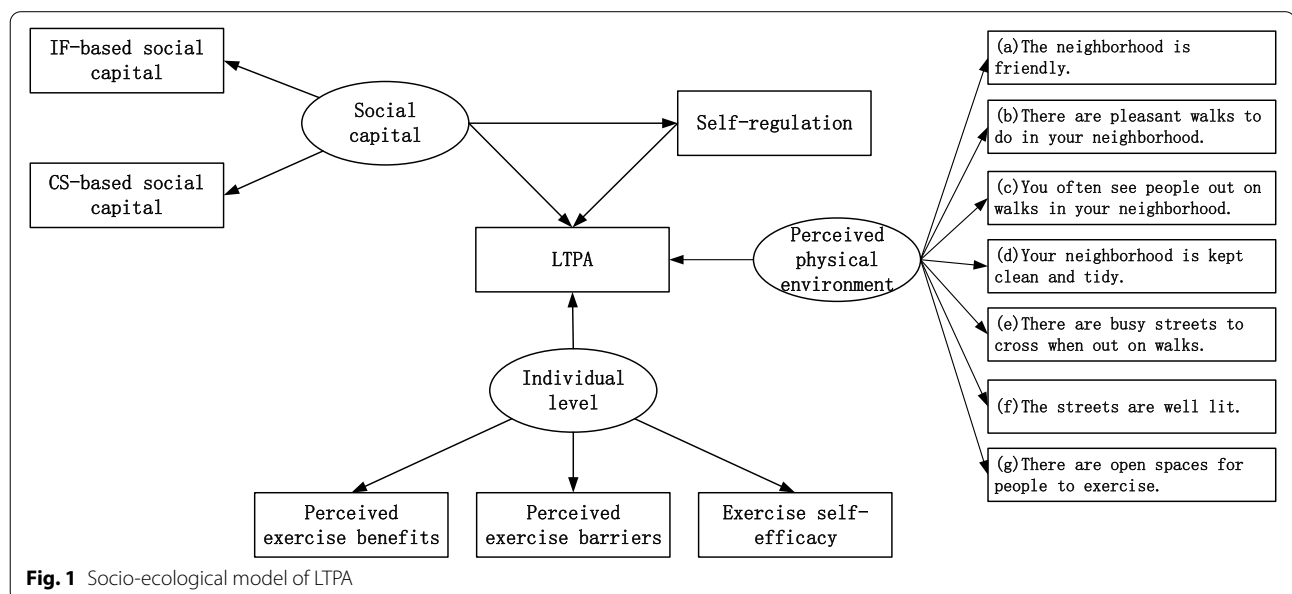 IF-based social
capital
CS-based social
capital
Social
capital
Self-regulation
LTPA
Perceived
physical
environment
Individual
level
Perceived
exercise benefits
Perceived
exercise barriers
Exercise self-
efficacy
(a)The neighborhood is
friendly.
(b)There are pleasant walks to
do in your neighborhood.
(c)You often see people out on
walks in your neighborhood.
(d)Your neighborhood is kept
clean and tidy.
(e)There are busy streets to
cross when out on walks.
(f)The streets are well lit.
(g)There are open spaces for
people to exercise.
Fig. 1 Socio-ecological model of LTPA